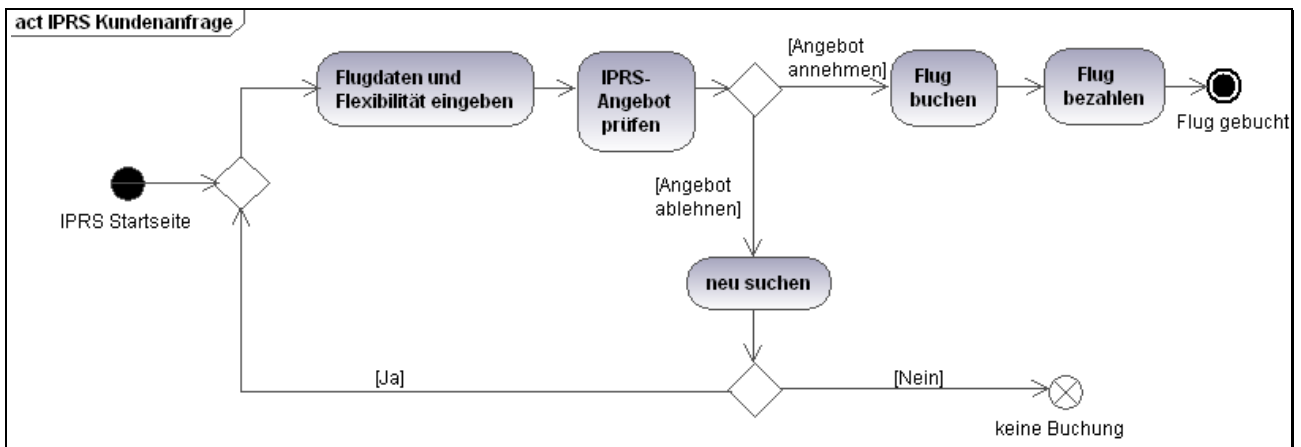 act IPRS Kundenanfrage
Flugdaten und
Flexibilität eingeben
IPRS-
Angebot
prüfen
[Angebot
annehmen]
Flug
buchen
Flug
bezahlen
Flug gebucht
IPRS Startseite
[Angebot
ablehnen]
neu suchen
[Ja]
[Nein]
keine Buchung